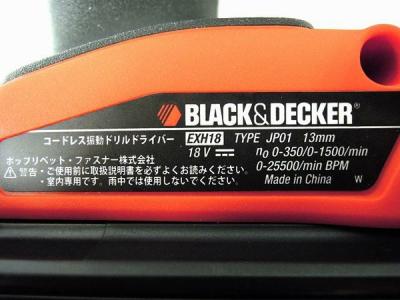 BLACK&DECKER
コードレス振動ドリルドライバー EXH18 TYPE JP01 13mm
18V n0 0-350/0-1500/min
ポップリベット・ファスナー株式会社 0-25500/min BPM
警告・ご使用前に取扱説明書を必ずよくお読みください。 Made in China W
・室内専用です。雨中では使用しないでください。